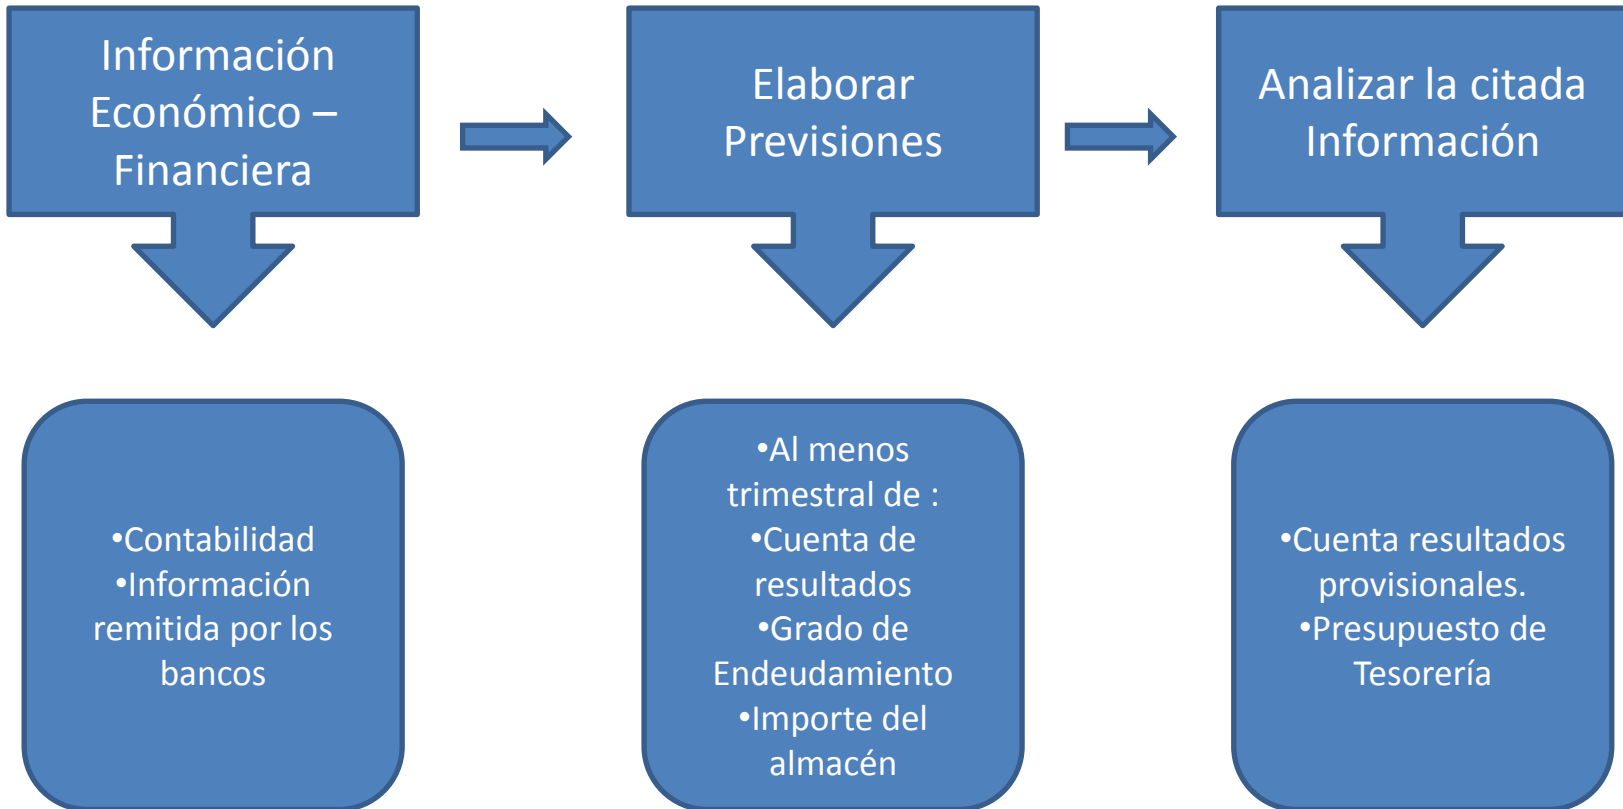 Información
Económico –
Financiera
Elaborar
Previsiones
Analizar la citada
Información
•Contabilidad
•Información
remitida por los
bancos
•Al menos
trimestral de :
•Cuenta de
resultados
•Grado de
Endeudamiento
•Importe del
almacén
•Cuenta resultados
provisionales.
•Presupuesto de
Tesorería